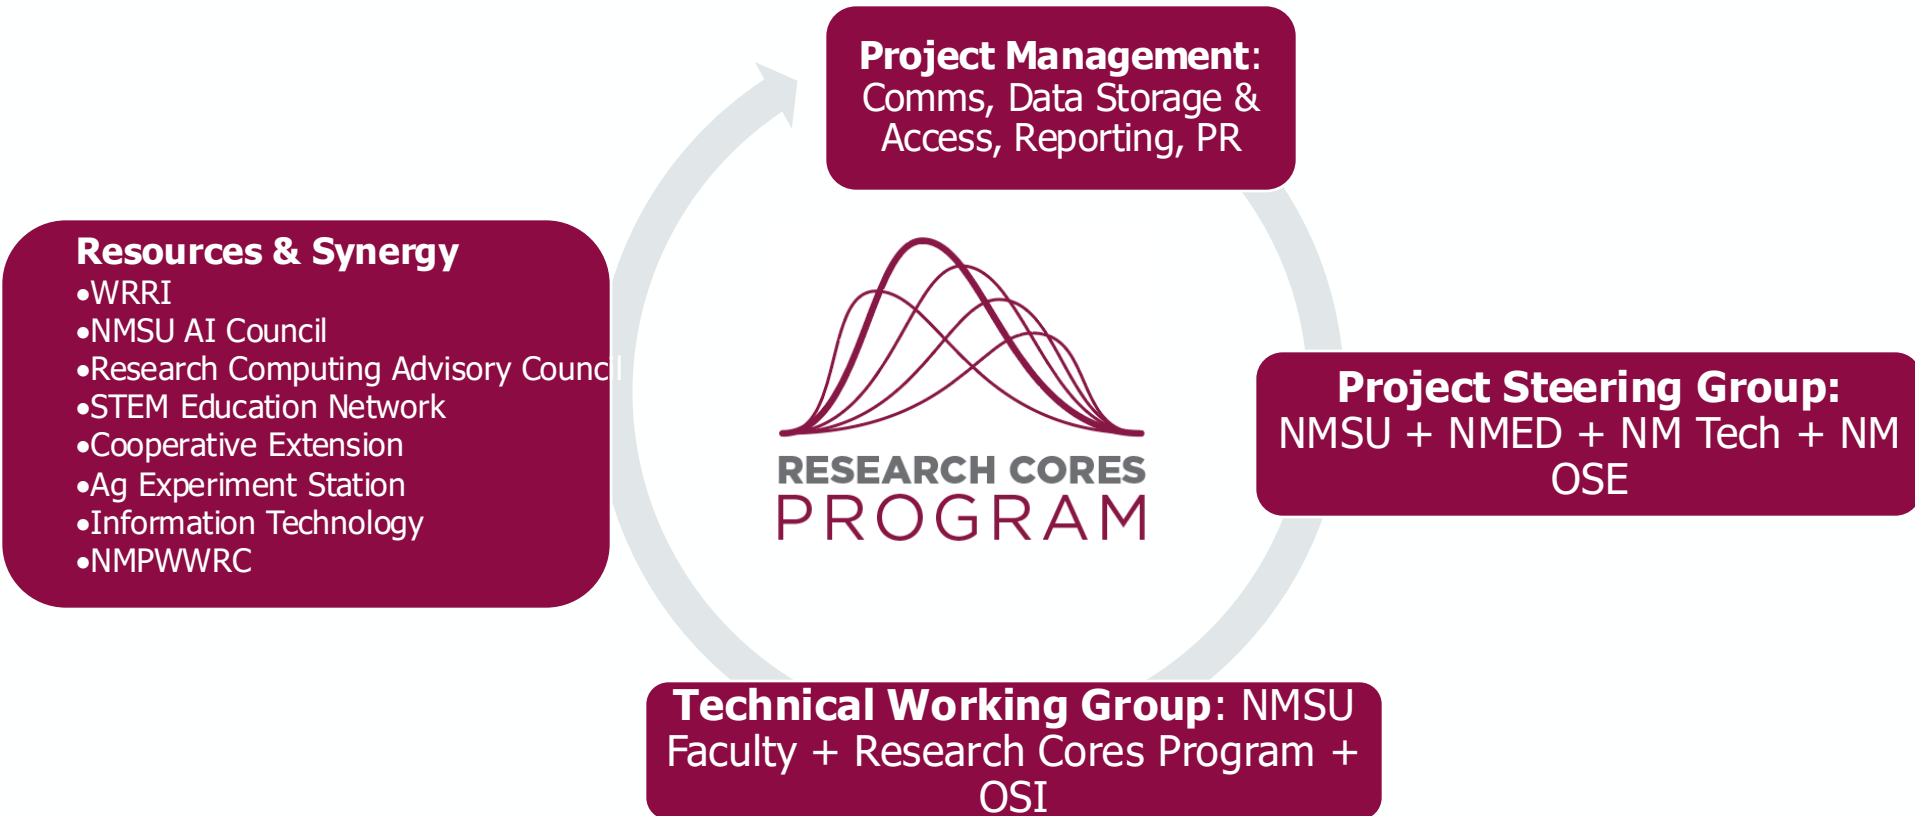 Project Management:
Comms, Data Storage &
Access, Reporting, PR
Resources & Synergy
•WRRI
•NMSU AI Council
•Research Computing Advisory Council
•STEM Education Network
•Cooperative Extension
•Ag Experiment Station
•Information Technology
•NMPWWRC
RESEARCH CORES
PROGRAM
Project Steering Group:
NMSU + NMED + NM Tech + NM
OSE
Technical Working Group: NMSU
Faculty + Research Cores Program +
OSI